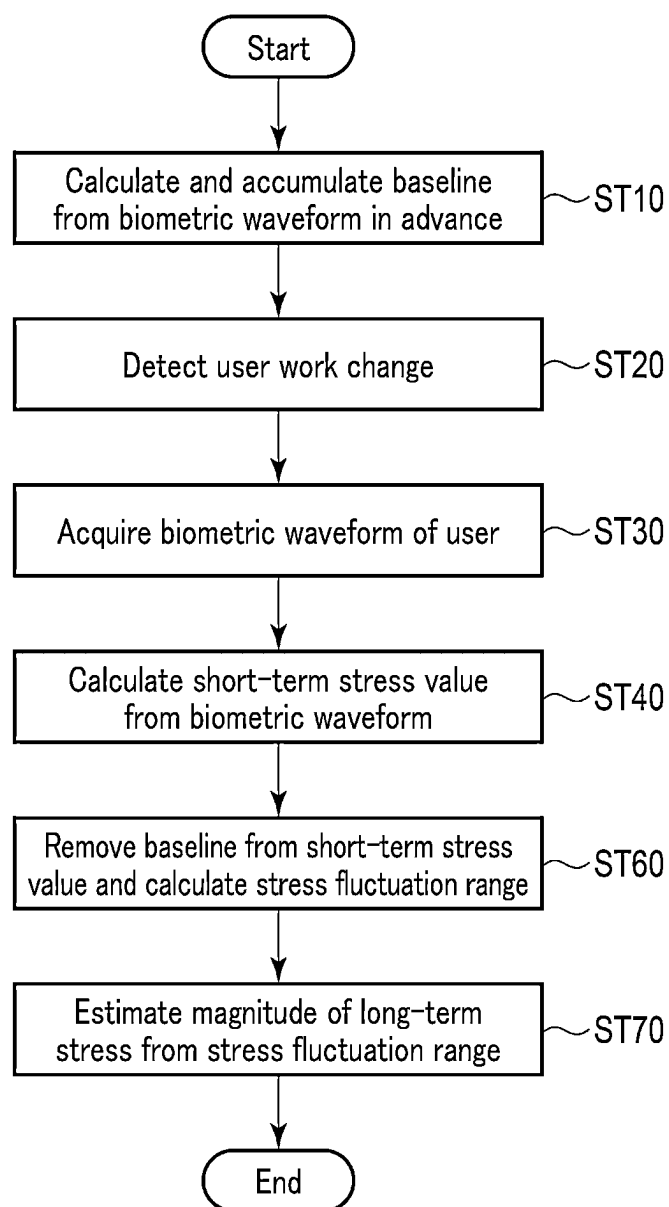 Start
Calculate and accumulate baseline
from biometric waveform in advance
ST10
Detect user work change
ST20
Acquire biometric waveform of user
ST30
Calculate short-term stress value
from biometric waveform
ST40
Remove baseline from short-term stress
value and calculate stress fluctuation range
ST60
Estimate magnitude of long-term
stress from stress fluctuation range
ST70
End